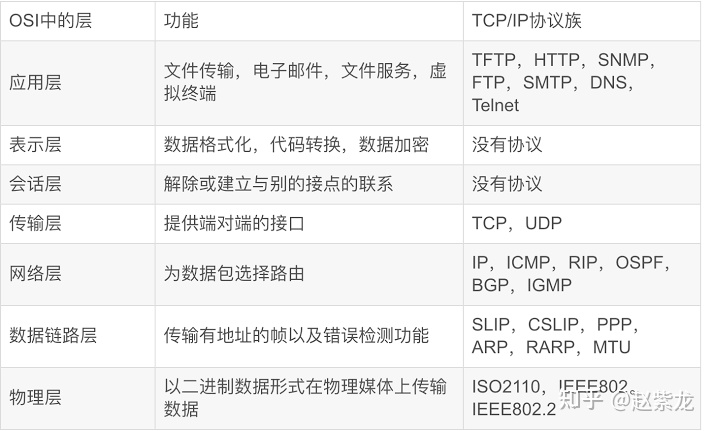 OSI中的层 功能 TCP/IP协议族
应用层 文件传输，电子邮件，文件服务，虚
拟终端
TFTP，HTTP，SNMP，
FTP，SMTP，DNS，
Telnet
表示层 数据格式化，代码转换，数据加密 没有协议
会话层 解除或建立与别的接点的联系 没有协议
传输层 提供端对端的接口 TCP，UDP
网络层 为数据包选择路由
IP，ICMP，RIP，OSPF，
BGP，IGMP
数据链路层 传输有地址的帧以及错误检测功能
SLIP，CSLIP，PPP，
ARP，RARP，MTU
物理层 以二进制数据形式在物理媒体上传输
数据
ISO2110，IEEE802。
IEEE802.2
知乎 @赵紫龙